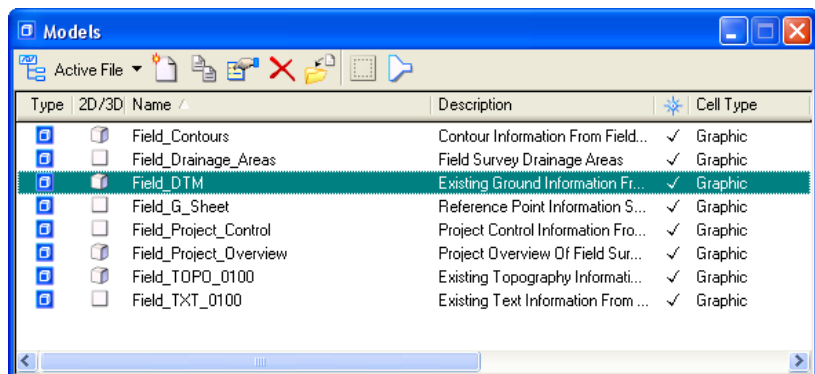 Models
Active File
Type 2D/3D Name Description Cell Type
Field_Contours Contour Information From Field... Graphic
Field_Drainage_Areas Field Survey Drainage Areas Graphic
Field_DTM Existing Ground Information Fr... Graphic
Field_G_Sheet Reference Point Information S... Graphic
Field_Project_Control Project Control Information Fro... Graphic
Field_Project_Overview Project Overview Of Field Sur... Graphic
Field_TOPO_0100 Existing Topography Informati... Graphic
Field_TXT_0100 Existing Text Information From ... Graphic